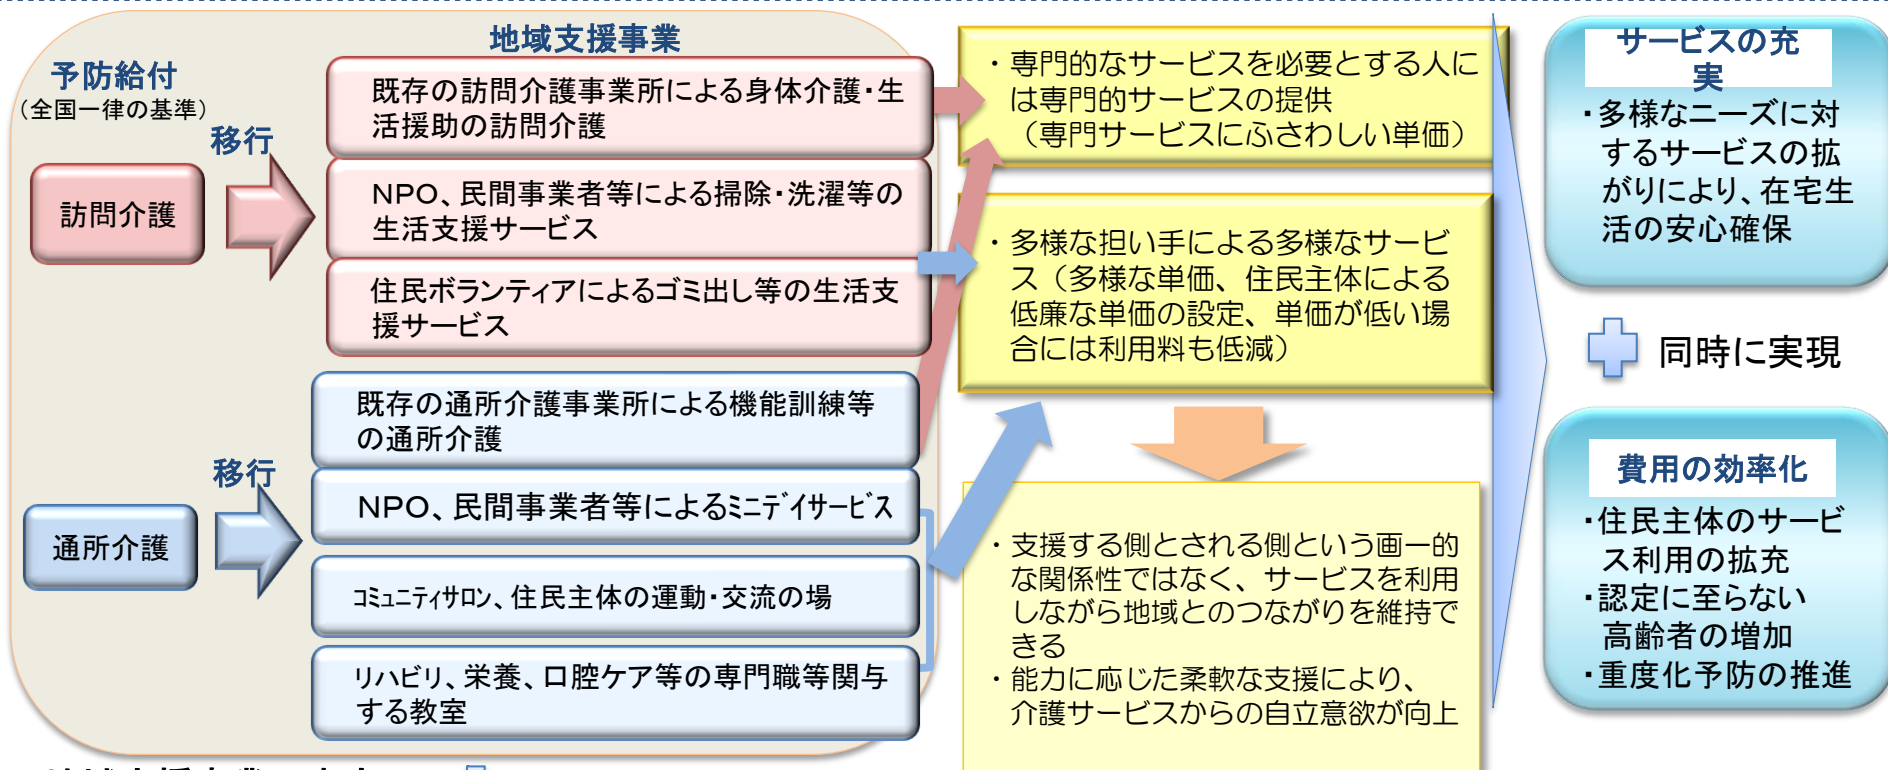 地域支援事業
予防給付
（全国一律の基準）
移行
訪問介護
既存の訪問介護事業所による身体介護・生
活援助の訪問介護
ＮＰＯ、民間事業者等による掃除・洗濯等の
生活支援サービス
住民ボランティアによるゴミ出し等の生活支
援サービス
移行
通所介護
既存の通所介護事業所による機能訓練等
の通所介護
ＮＰＯ、民間事業者等によるﾐﾆﾃﾞｲｻｰﾋﾞｽ
ｺﾐｭﾆﾃｨｻﾛﾝ、住民主体の運動・交流の場
リハビリ、栄養、口腔ケア等の専門職等関与
する教室
・専門的なサービスを必要とする人に
は専門的サービスの提供
（専門サービスにふさわしい単価）
・多様な担い手による多様なサービ
ス（多様な単価、住民主体による
低廉な単価の設定、単価が低い場
合には利用料も低減）
・支援する側とされる側という画一的
な関係性ではなく、サービスを利用
しながら地域とのつながりを維持で
きる
・能力に応じた柔軟な支援により、
介護サービスからの自立意欲が向上
サービスの充
実
・多様なニーズに対
するサービスの拡
がりにより、在宅生
活の安心確保
同時に実現
費用の効率化
・住民主体のサービ
ス利用の拡充
・認定に至らない
高齢者の増加
・重度化予防の推進